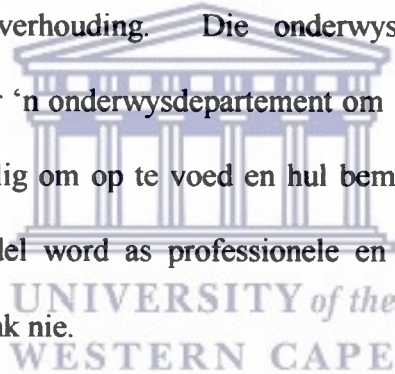 verhouding. Die onderwys
‘n onderwysdepartement om
lig om op te voed en hul bem
del word as professionele en
UNIVERSITY of the
nk nie.
WESTERN CAPE